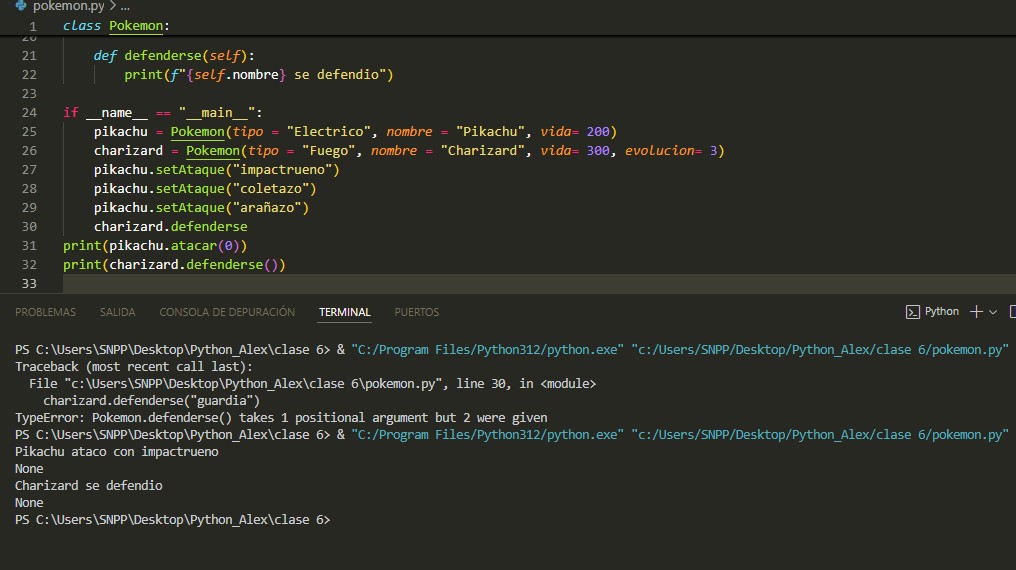 pokemon.py > ...
1 class Pokemon:
20
21 def defenderse(self):
22 print(f"{self.nombre} se defendio")
23
24 if __name__ == "__main__":
25 pikachu = Pokemon(tipo = "Electrico", nombre = "Pikachu", vida= 200)
26 charizard = Pokemon(tipo = "Fuego", nombre = "Charizard", vida= 300, evolucion= 3)
27 pikachu.setAtaque("impactrueno")
28 pikachu.setAtaque("coletazo")
29 pikachu.setAtaque("arañazo")
30 charizard.defenderse
31 print(pikachu.atacar(0))
32 print(charizard.defenderse())
33
PROBLEMAS SALIDA CONSOLA DE DEPURACIÓN TERMINAL PUERTOS Python
PS C:\Users\SNPP\Desktop\Python_Alex\clase 6> & "C:/Program Files/Python312/python.exe" "c:/Users/SNPP/Desktop/Python_Alex/clase 6/pokemon.py"
Traceback (most recent call last):
File "c:\Users\SNPP\Desktop\Python_Alex\clase 6\pokemon.py", line 30, in <module>
charizard.defenderse("guardia")
TypeError: Pokemon.defenderse() takes 1 positional argument but 2 were given
PS C:\Users\SNPP\Desktop\Python_Alex\clase 6> & "C:/Program Files/Python312/python.exe" "c:/Users/SNPP/Desktop/Python_Alex/clase 6/pokemon.py"
Pikachu ataco con impactrueno
None
Charizard se defendio
None
PS C:\Users\SNPP\Desktop\Python_Alex\clase 6>